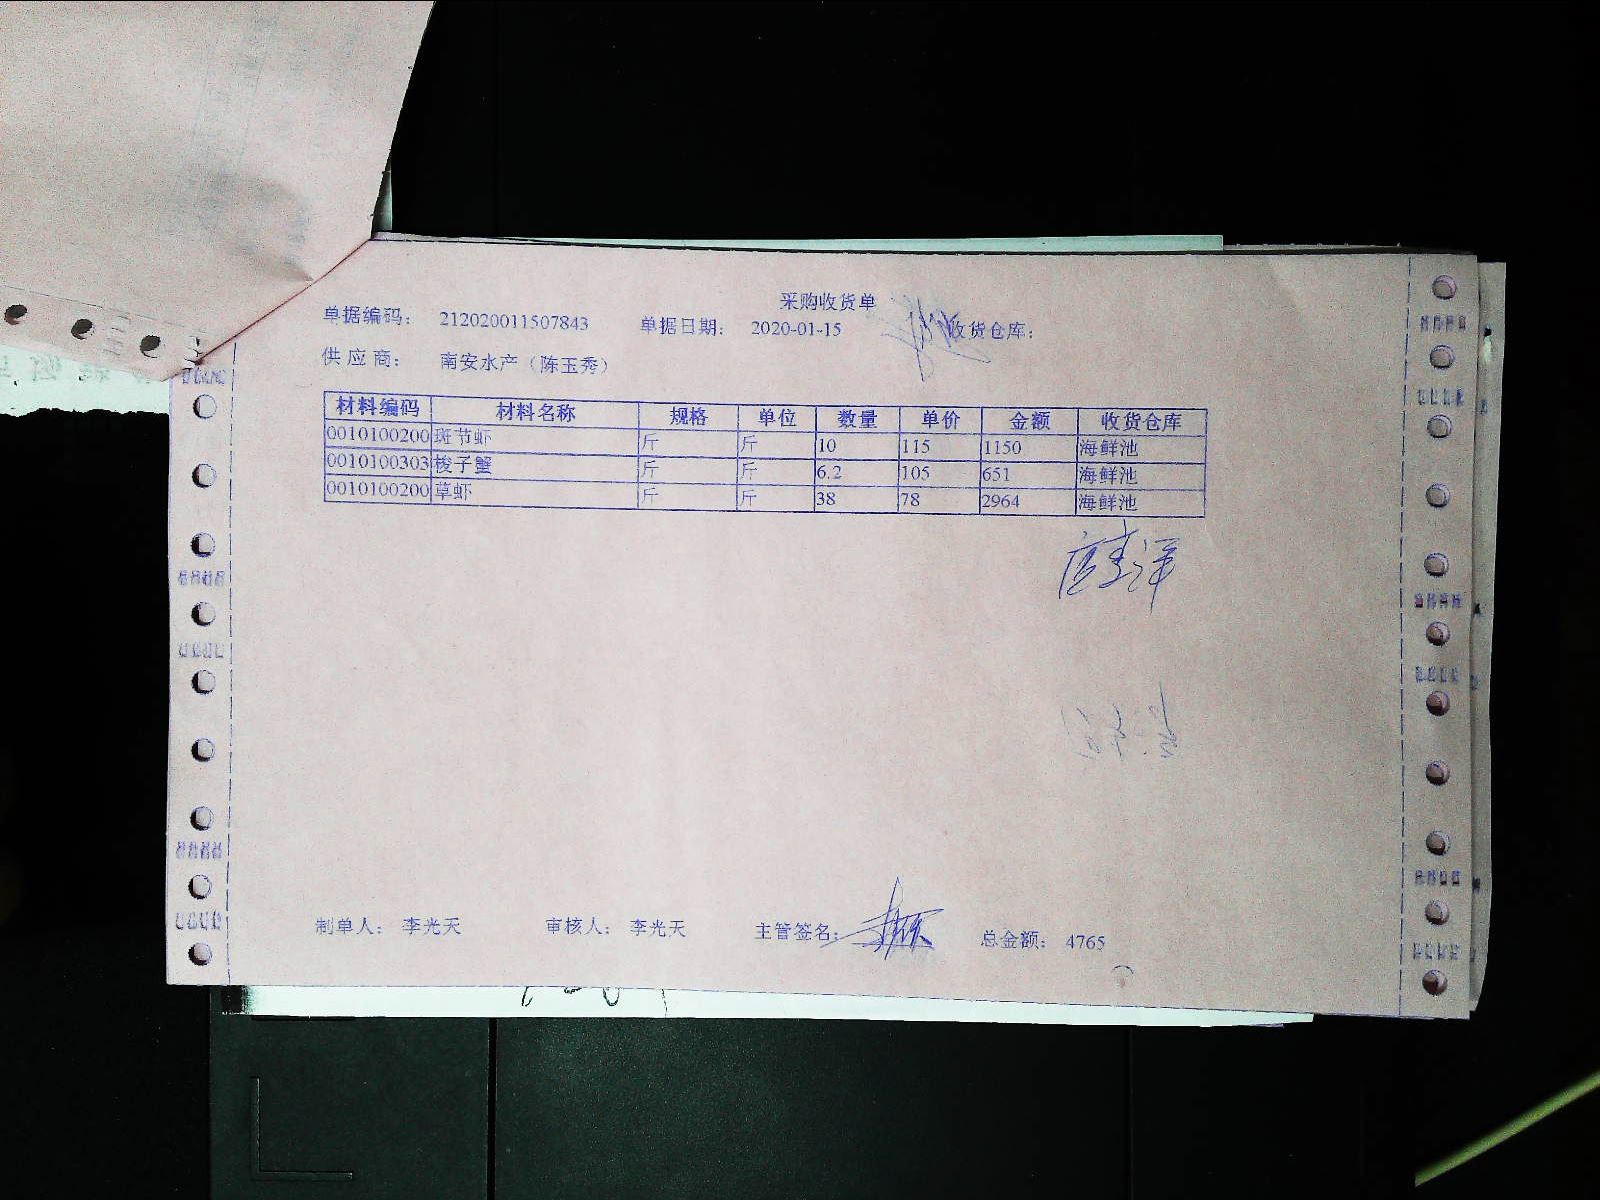 采购收货单
单据编码： 212020011507843 单据日期： 2020-01-15 收货仓库：
供应商： 南安水产（陈玉秀）
材料编码 材料名称 规格 单位 数量 单价 金额 收货仓库
0010100200 斑节虾 斤 斤 10 115 1150 海鲜池
0010100303 梭子蟹 斤 斤 6.2 105 651 海鲜池
0010100200 草虾 斤 斤 38 78 2964 海鲜池
制单人： 李光天 审核人： 李光天 主管签名： 总金额： 4765